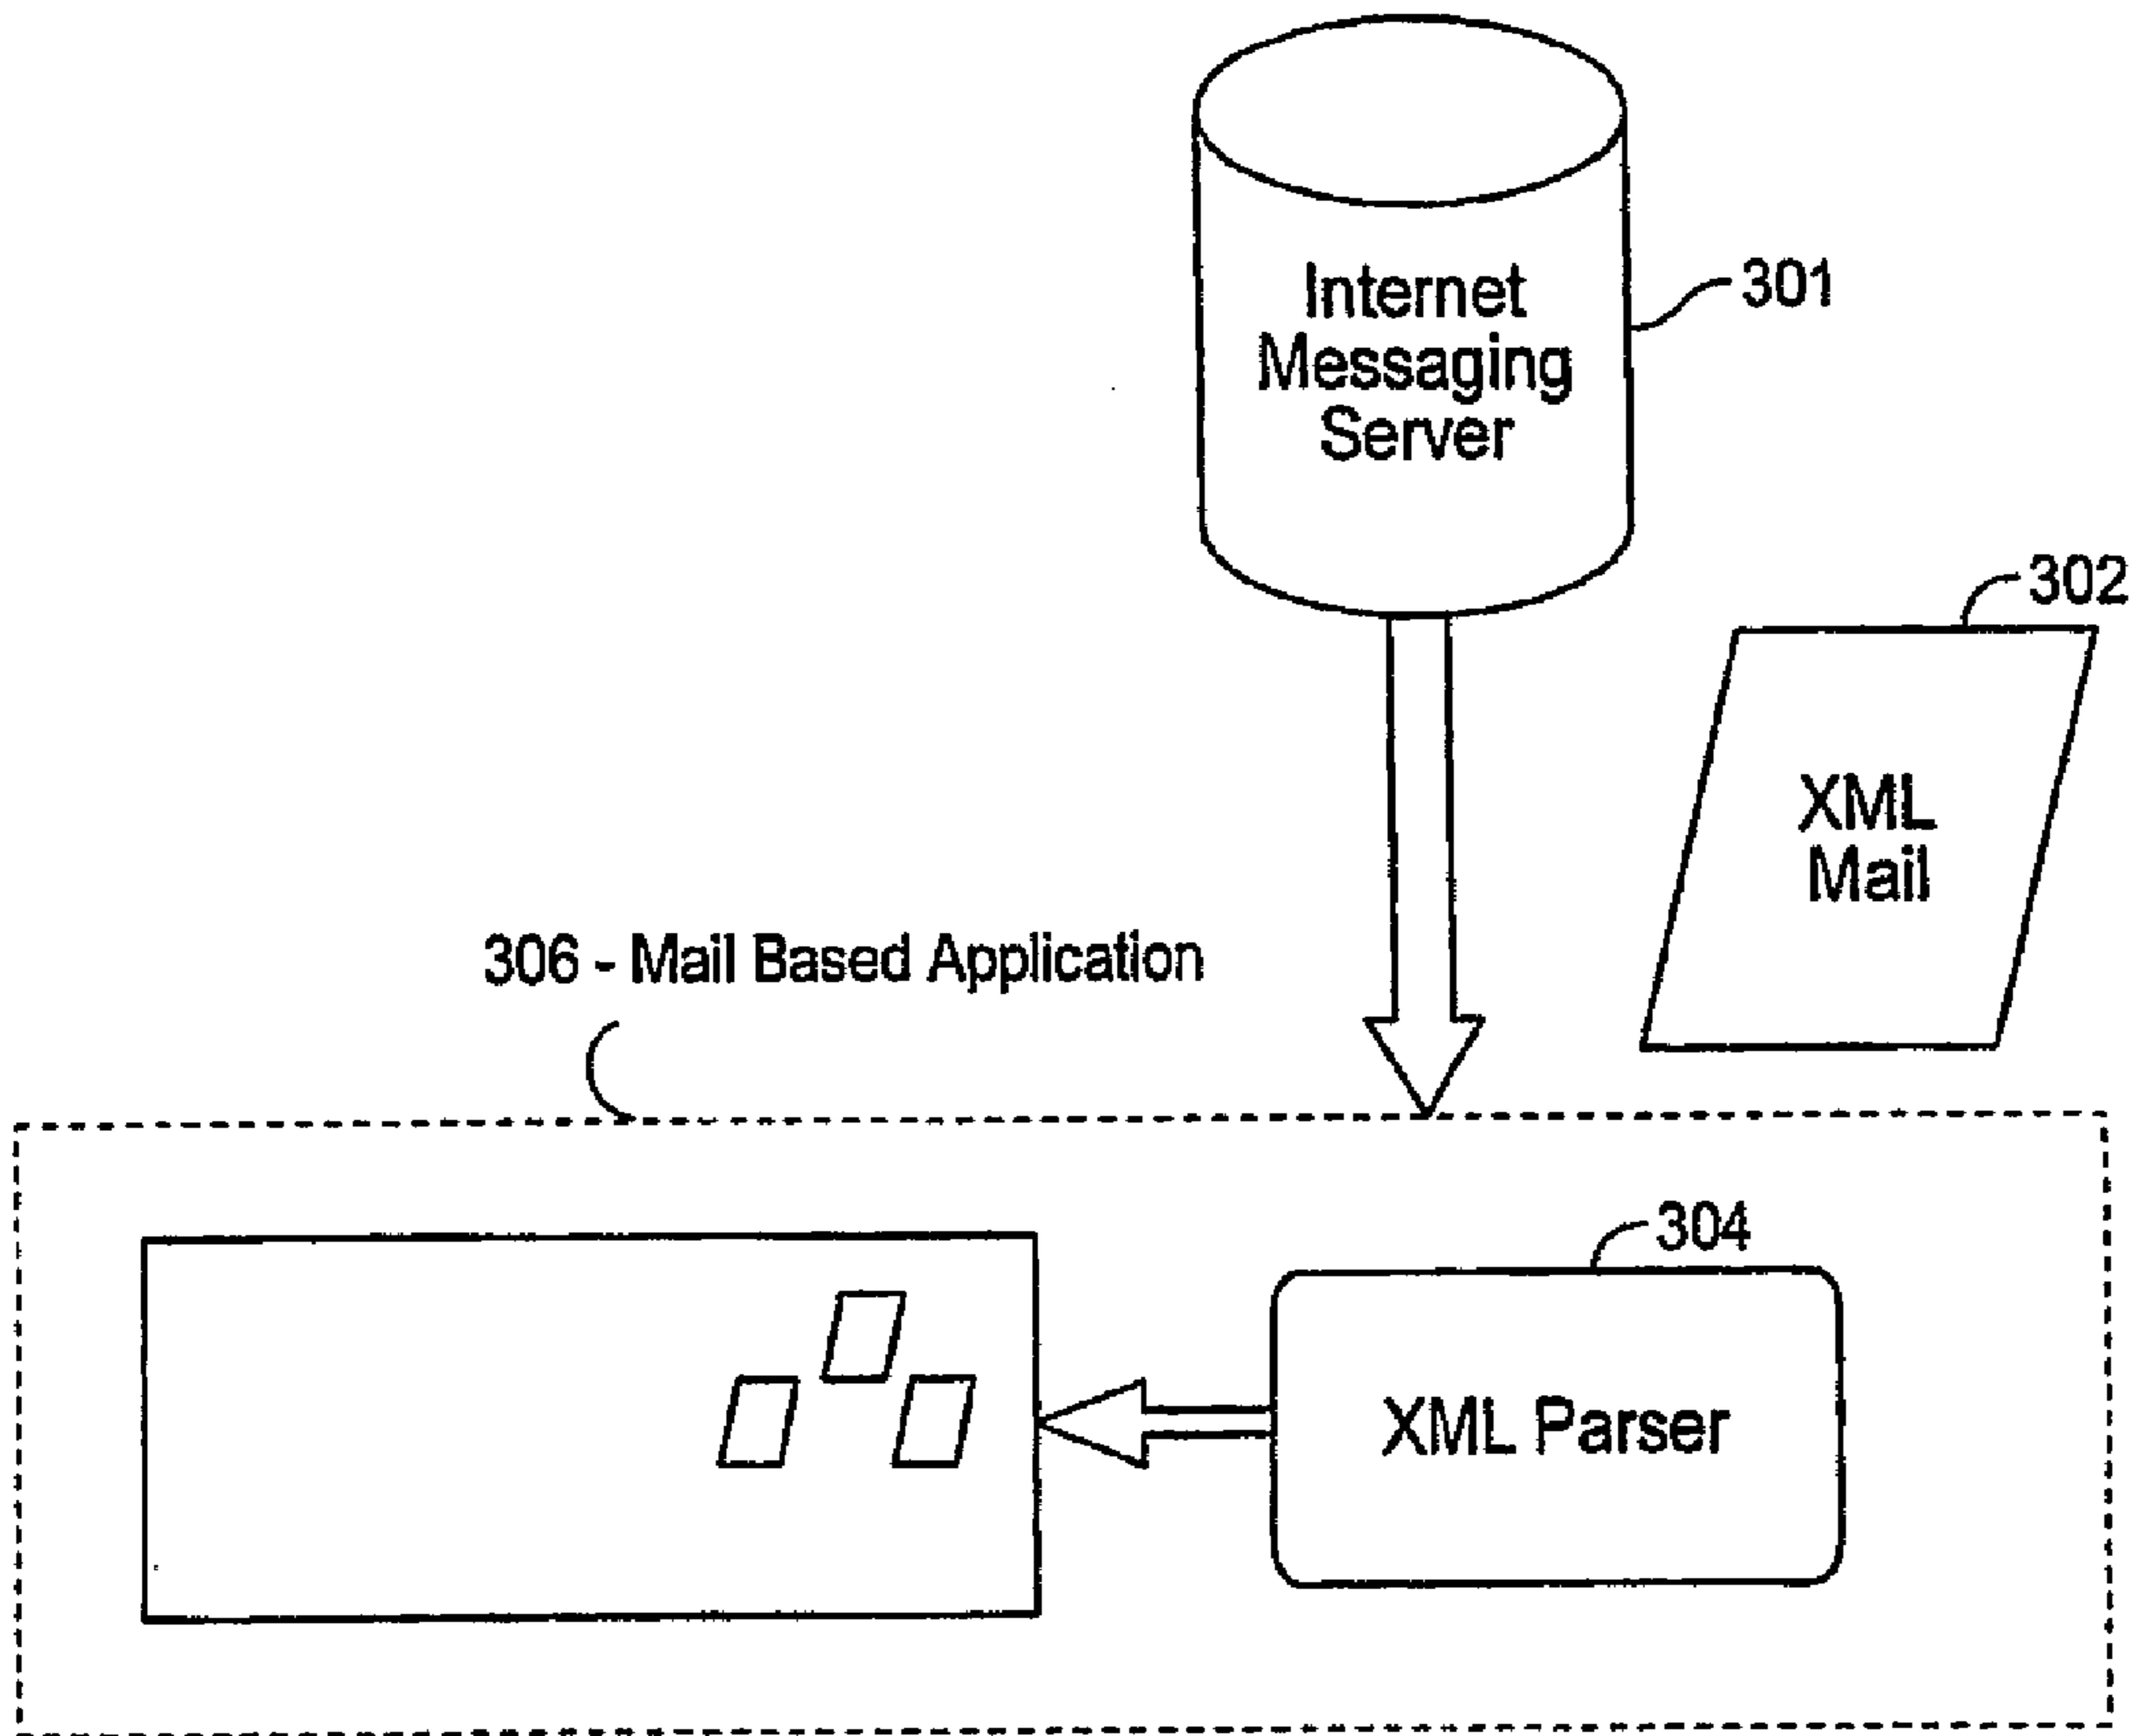 Internet
Messaging
Server
301
302
XML
Mail
306 - Mail Based Application
304
XML Parser